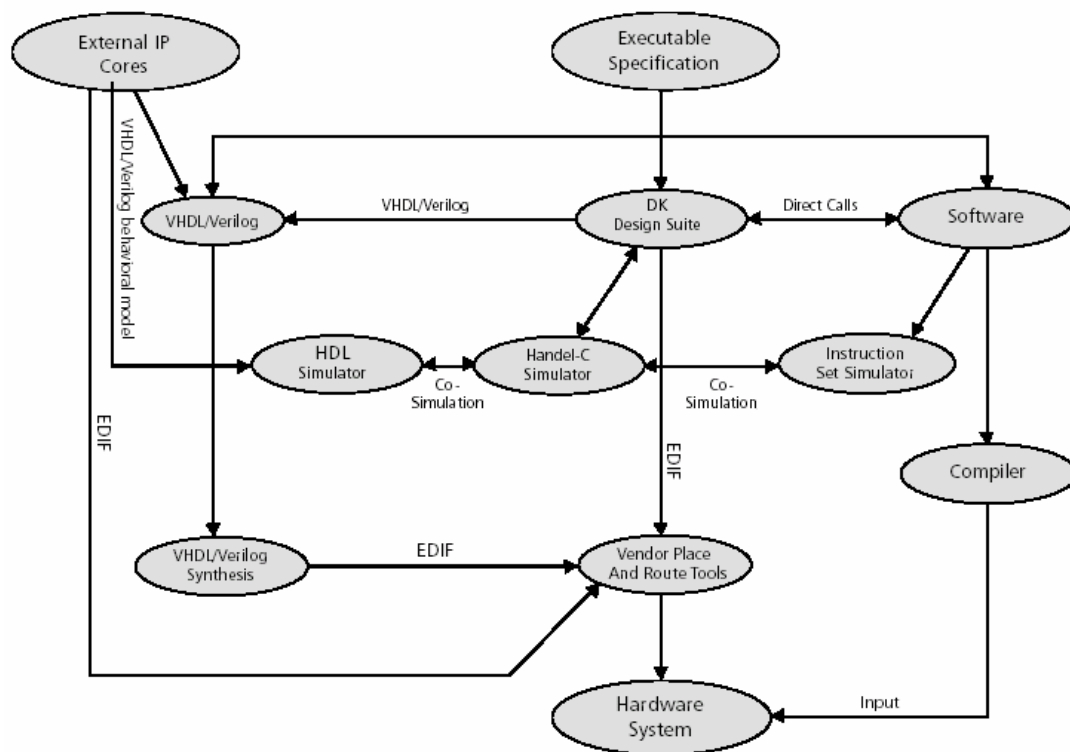 External IP
Cores
Executable
Specification
VHDL/Verilog behavioral model
VHDL/Verilog
VHDL/Verilog
DK
Design Suite
Direct Calls
Software
HDL
Simulator
Co-
Simulation
Handel-C
Simulator
Co-
Simulation
Instruction
Set Simulator
EDIF
EDIF
Compiler
VHDL/Verilog
Synthesis
EDIF
Vendor Place
And Route Tools
Hardware
System
Input